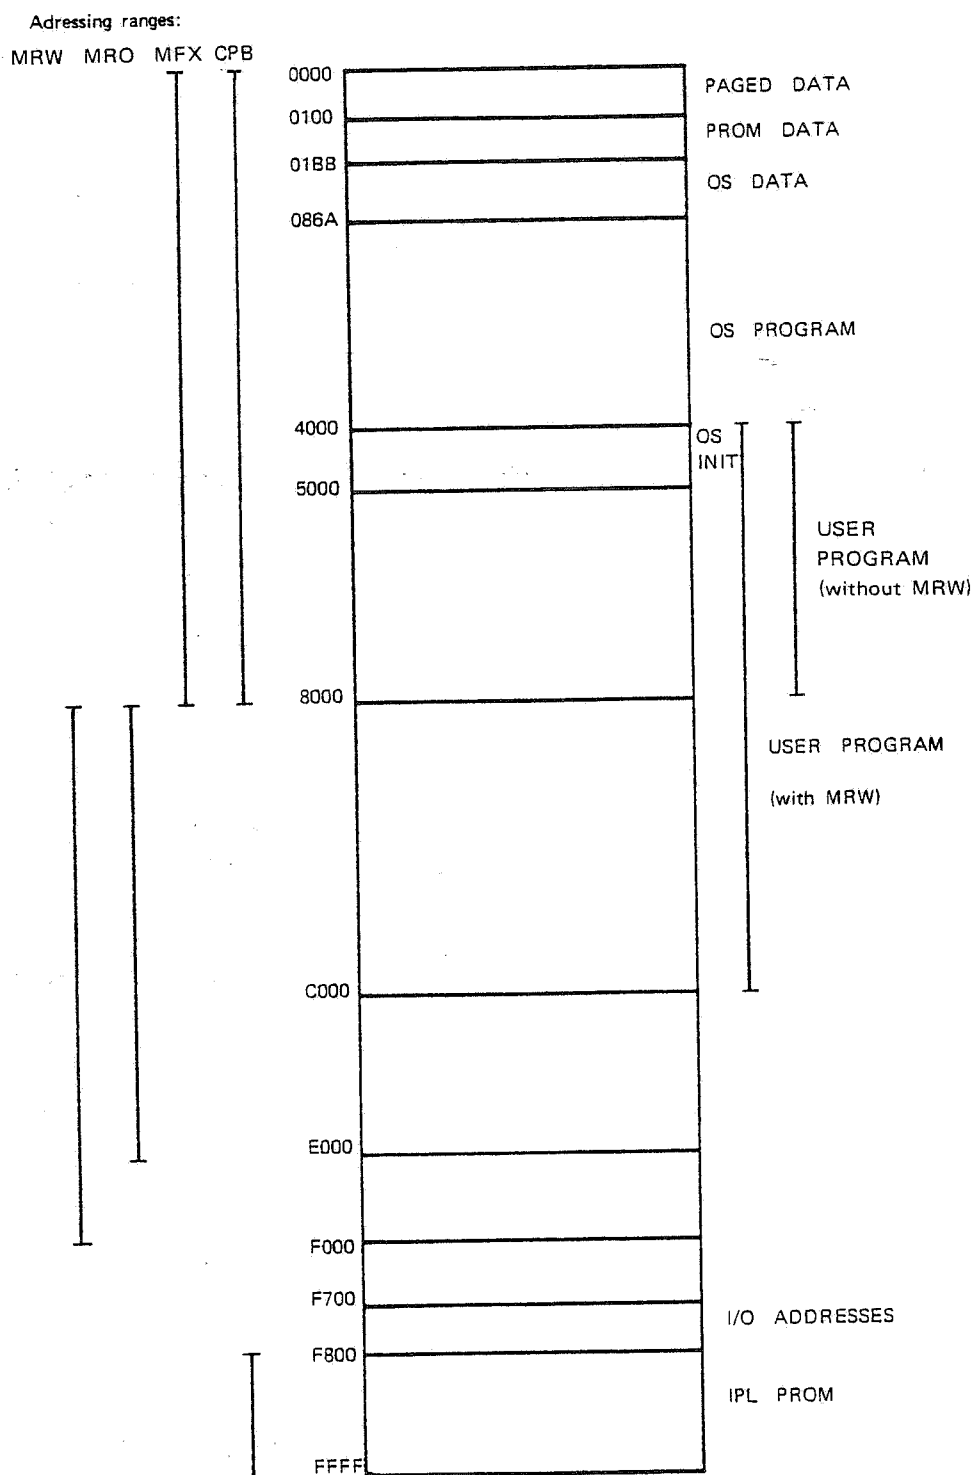 Adressing ranges:
MRW MRO MFX CPB
0000
PAGED DATA
0100
PROM DATA
01BB
OS DATA
086A
OS PROGRAM
4000
OS
INIT
5000
USER
PROGRAM
(without MRW)
8000
USER PROGRAM
(with MRW)
C000
E000
F000
F700
I/O ADDRESSES
F800
IPL PROM
FFFF